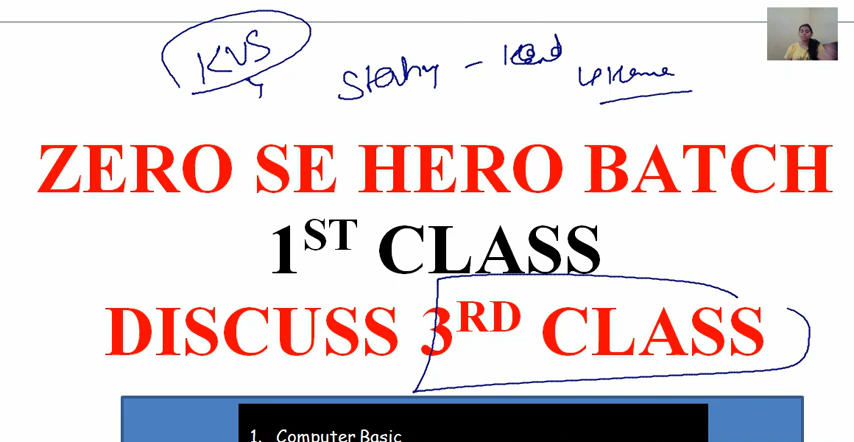 KVS
ZERO SE HERO BATCH
1ST CLASS
DISCUSS 3RD CLASS
1. Computer Basic